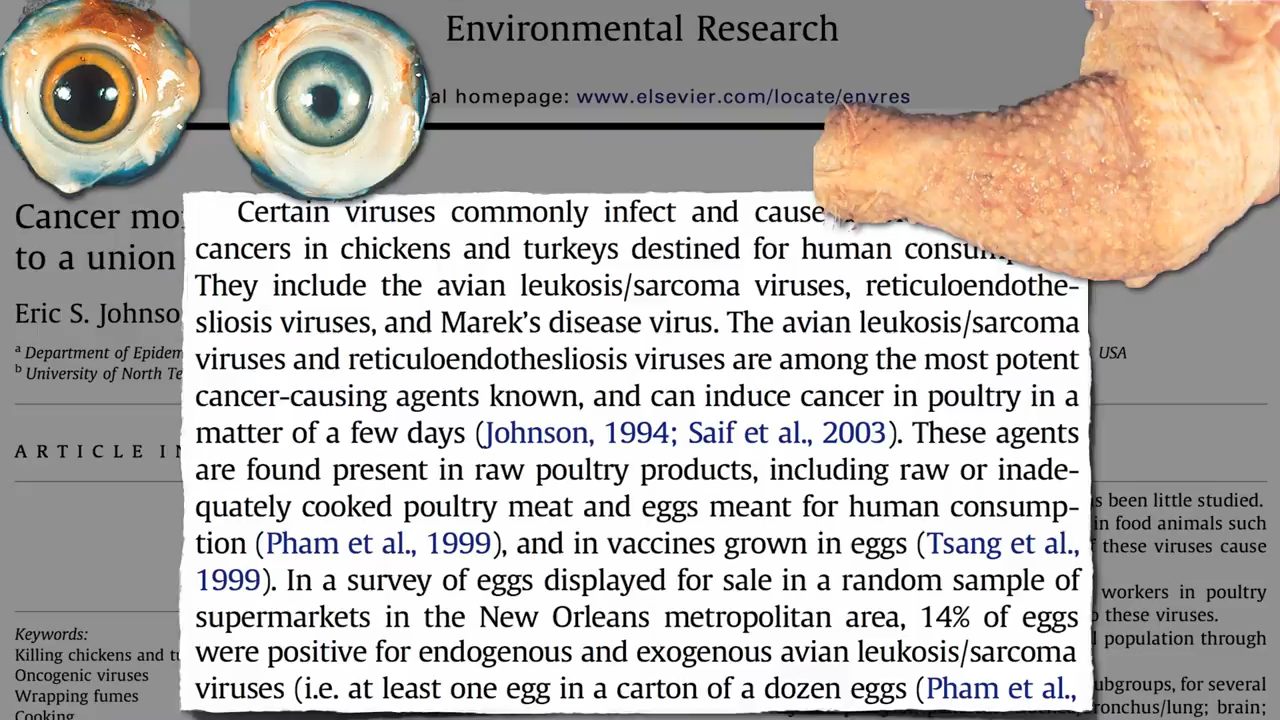 Environmental Research
al homepage: www.elsevier.com/locate/envres
Cancer mo
to a union
Eric S. Johnso
a Department of Epidem
USA
b University of North Te
ARTICLE IN
Certain viruses commonly infect and cause
cancers in chickens and turkeys destined for human consum
They include the avian leukosis/sarcoma viruses, reticuloendothe-
sliosis viruses, and Marek's disease virus. The avian leukosis/sarcoma
viruses and reticuloendothesliosis viruses are among the most potent
cancer-causing agents known, and can induce cancer in poultry in a
matter of a few days (Johnson, 1994; Saif et al., 2003). These agents
are found present in raw poultry products, including raw or inade-
quately cooked poultry meat and eggs meant for human consump-
tion (Pham et al., 1999), and in vaccines grown in eggs (Tsang et al.,
1999). In a survey of eggs displayed for sale in a random sample of
supermarkets in the New Orleans metropolitan area, 14% of eggs
were positive for endogenous and exogenous avian leukosis/sarcoma
viruses (i.e. at least one egg in a carton of a dozen eggs (Pham et al.,
Keywords:
Killing chickens and tu
Oncogenic viruses
Wrapping fumes
Cooking
s been little studied.
in food animals such
these viruses cause
workers in poultry
these viruses.
population through
subgroups, for several
ronchus/lung; brain;